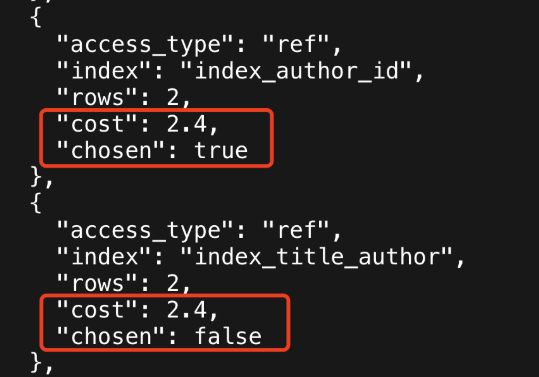 },
{
"access_type": "ref",
"index": "index_author_id",
"rows": 2,
"cost": 2.4,
"chosen": true
},
{
"access_type": "ref",
"index": "index_title_author",
"rows": 2,
"cost": 2.4,
"chosen": false
},